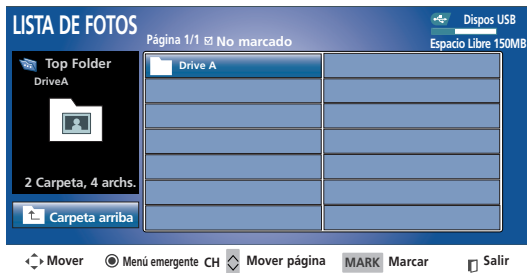 LISTA DE FOTOS
Página 1/1 ☑ No marcado
Dispos USB
Espacio Libre 150MB
Top Folder
DriveA
Drive A
2 Carpeta, 4 archs.
Carpeta arriba
Mover
Menú emergente
CH
Mover página
MARK
Marcar
Salir